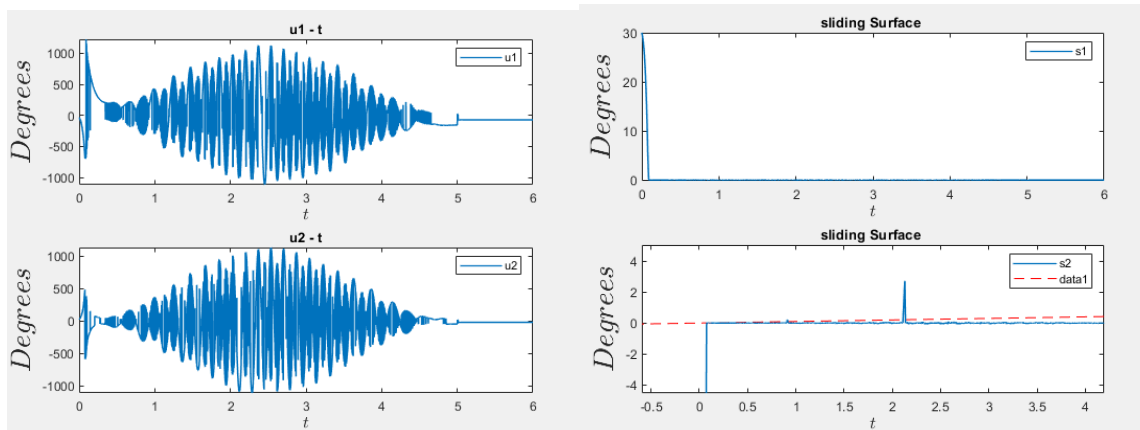 u1 - t
Degrees
1000
500
0
-500
-1000
u1
0 1 2 3 4 5 6
t
sliding Surface
Degrees
30
20
10
0
s1
0 1 2 3 4 5 6
t
u2 - t
Degrees
1000
500
0
-500
-1000
u2
0 1 2 3 4 5 6
t
sliding Surface
Degrees
4
2
0
-2
-4
s2
data1
-0.5 0 0.5 1 1.5 2 2.5 3 3.5 4
t